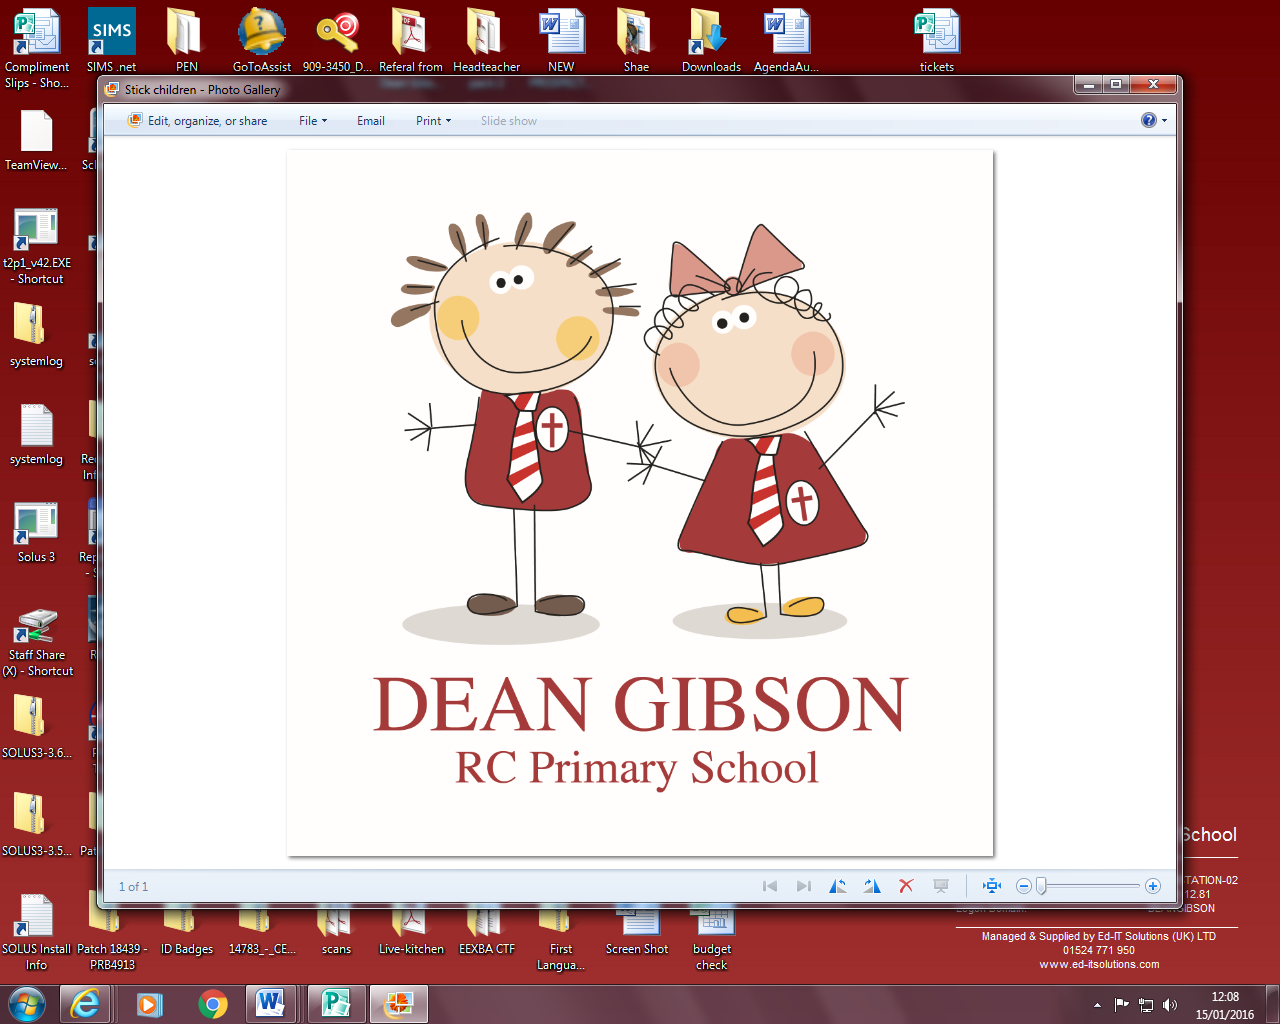 Compliment
Slips - Sho...
SIMS
SIMS .net
PEN
GoToAssist
909-3450_D...
Referal from
Headteacher
NEW
Shae
Downloads
AgendaAu...
tickets
Stick children - Photo Gallery
Edit, organize, or share
File
Email
Print
Slide show
TeamView...
t2p1_v42.EXE
- Shortcut
systemlog
systemlog
Solus 3
Staff Share
(X) - Shortcut
SOLUS3-3.6...
SOLUS3-3.5...
DEAN GIBSON
RC Primary School
1 of 1
School
STATION-02
12.81
Managed & Supplied by Ed-IT Solutions (UK) LTD
01524 771 950
www.ed-itsolutions.com
SOLUS Install
Info
Patch 18439 -
PRB4913
ID Badges
14783_-_CE...
scans
Live-kitchen
EEXBA CTF
First
Langua...
Screen Shot
budget
check
12:08
15/01/2016